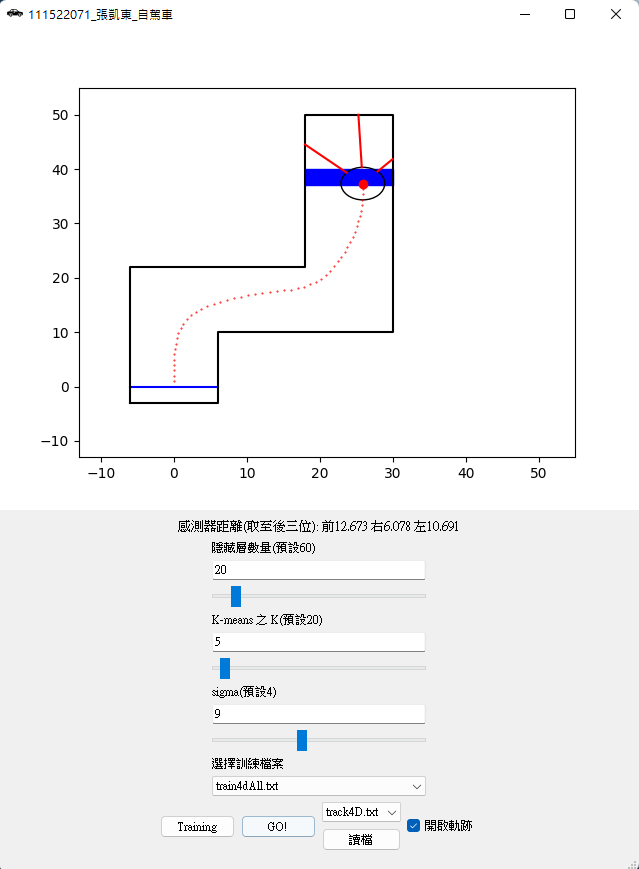 111522071_張凱東_自駕車
50
40
30
20
10
0
−10
−10 0 10 20 30 40 50
感測器距離(取至後三位): 前12.673 右6.078 左10.691
隱藏層數量(預設60)
20
K-means 之 K(預設20)
5
sigma(預設4)
9
選擇訓練檔案
train4dAll.txt
Training GO! track4D.txt 開啟軌跡
讀檔